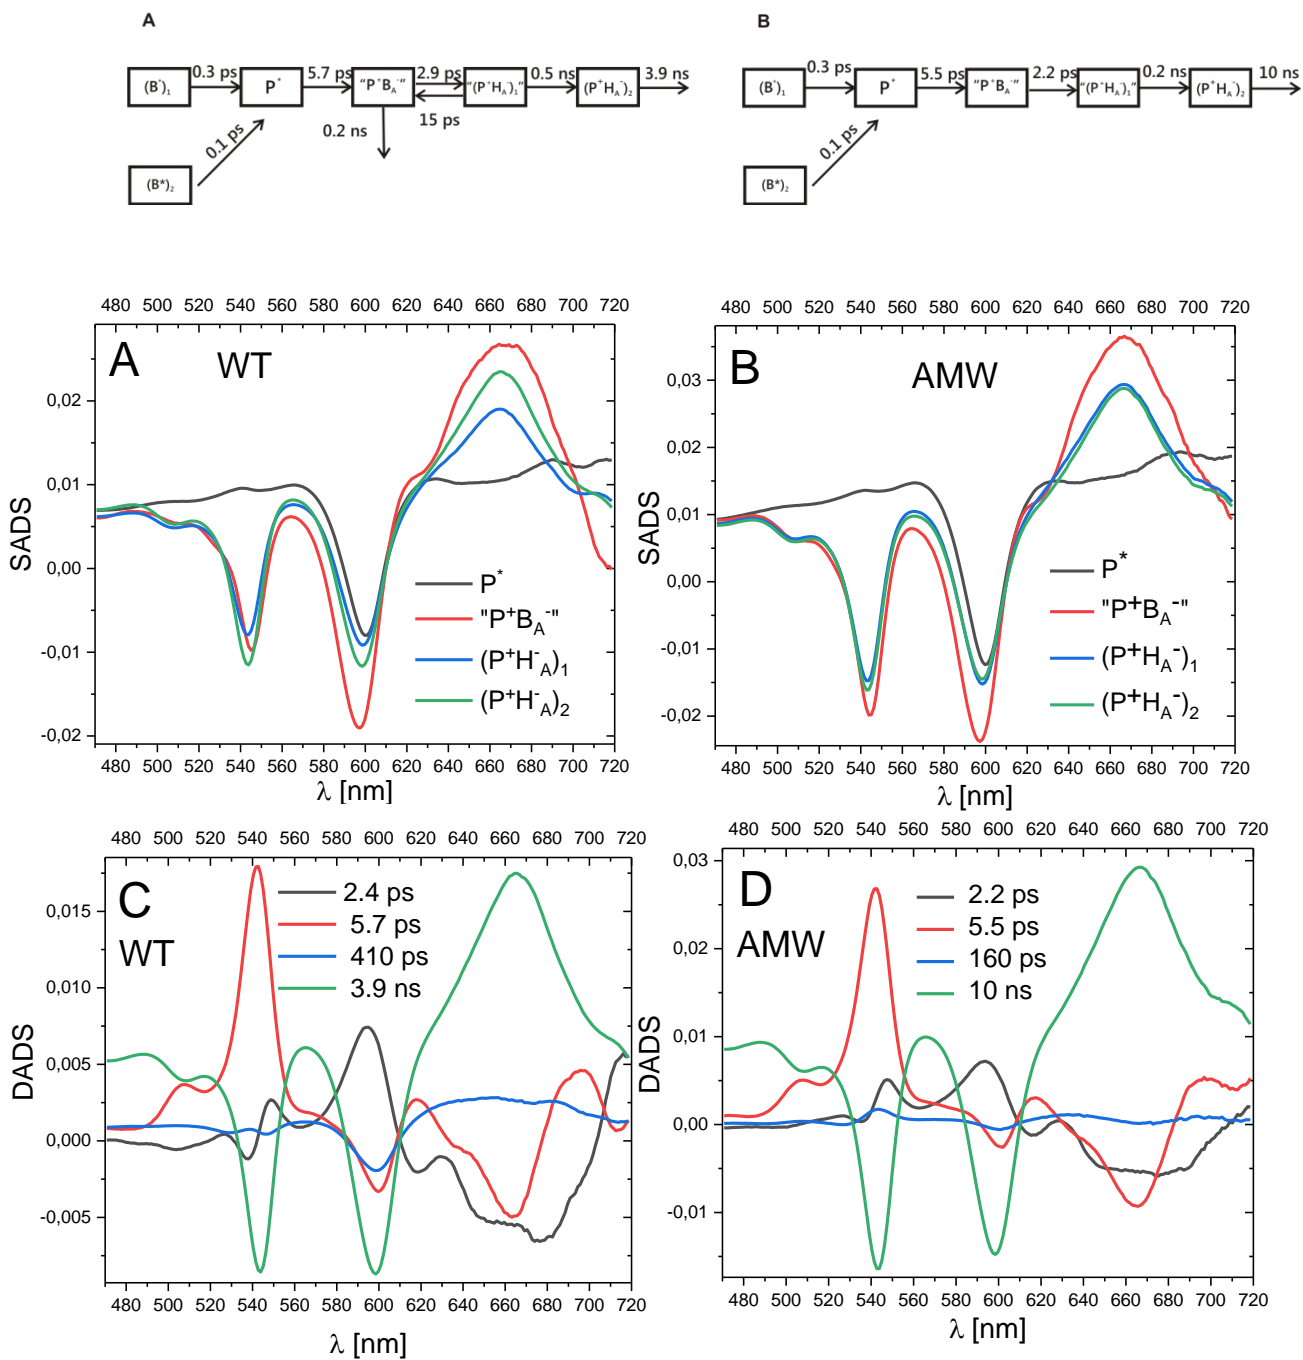 A
B
0.3 ps 5.7 ps 2.9 ps 0.5 ns 3.9 ns
(B*)₁ P* "P⁺B_A⁻" "(P⁺H_A⁻)₁" (P⁺H_A⁻)₂
0.1 ps 0.2 ns 15 ps
(B*)₂
0.3 ps 5.5 ps 2.2 ps 0.2 ns 10 ns
(B*)₁ P* "P⁺B_A⁻" "(P⁺H_A⁻)₁" (P⁺H_A⁻)₂
0.1 ps
(B*)₂
480 500 520 540 560 580 600 620 640 660 680 700 720
A WT
SADS
0,02
0,01
0,00
-0,01
-0,02
P*
"P⁺B_A⁻"
(P⁺H⁻_A)₁
(P⁺H⁻_A)₂
480 500 520 540 560 580 600 620 640 660 680 700 720
λ [nm]
480 500 520 540 560 580 600 620 640 660 680 700 720
B AMW
SADS
0,03
0,02
0,01
0,00
-0,01
-0,02
P*
"P⁺B_A⁻"
(P⁺H_A⁻)₁
(P⁺H_A⁻)₂
480 500 520 540 560 580 600 620 640 660 680 700 720
λ [nm]
480 500 520 540 560 580 600 620 640 660 680 700 720
C
WT
DADS
0,015
0,010
0,005
0,000
-0,005
2.4 ps
5.7 ps
410 ps
3.9 ns
480 500 520 540 560 580 600 620 640 660 680 700 720
λ [nm]
480 500 520 540 560 580 600 620 640 660 680 700 720
D
AMW
DADS
0,03
0,02
0,01
0,00
-0,01
2.2 ps
5.5 ps
160 ps
10 ns
480 500 520 540 560 580 600 620 640 660 680 700 720
λ [nm]